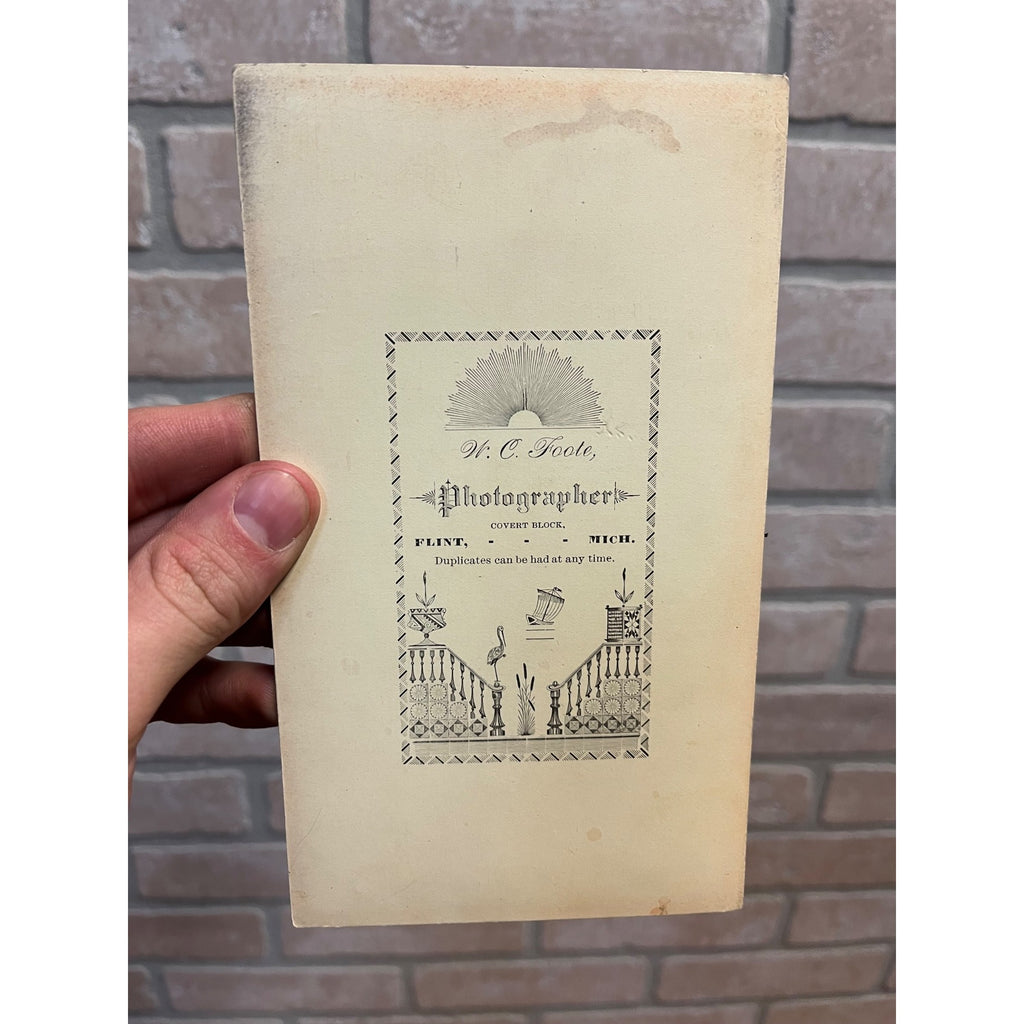 W. C. Foote,
Photographer
COVERT BLOCK,
FLINT, - - - MICH.
Duplicates can be had at any time.